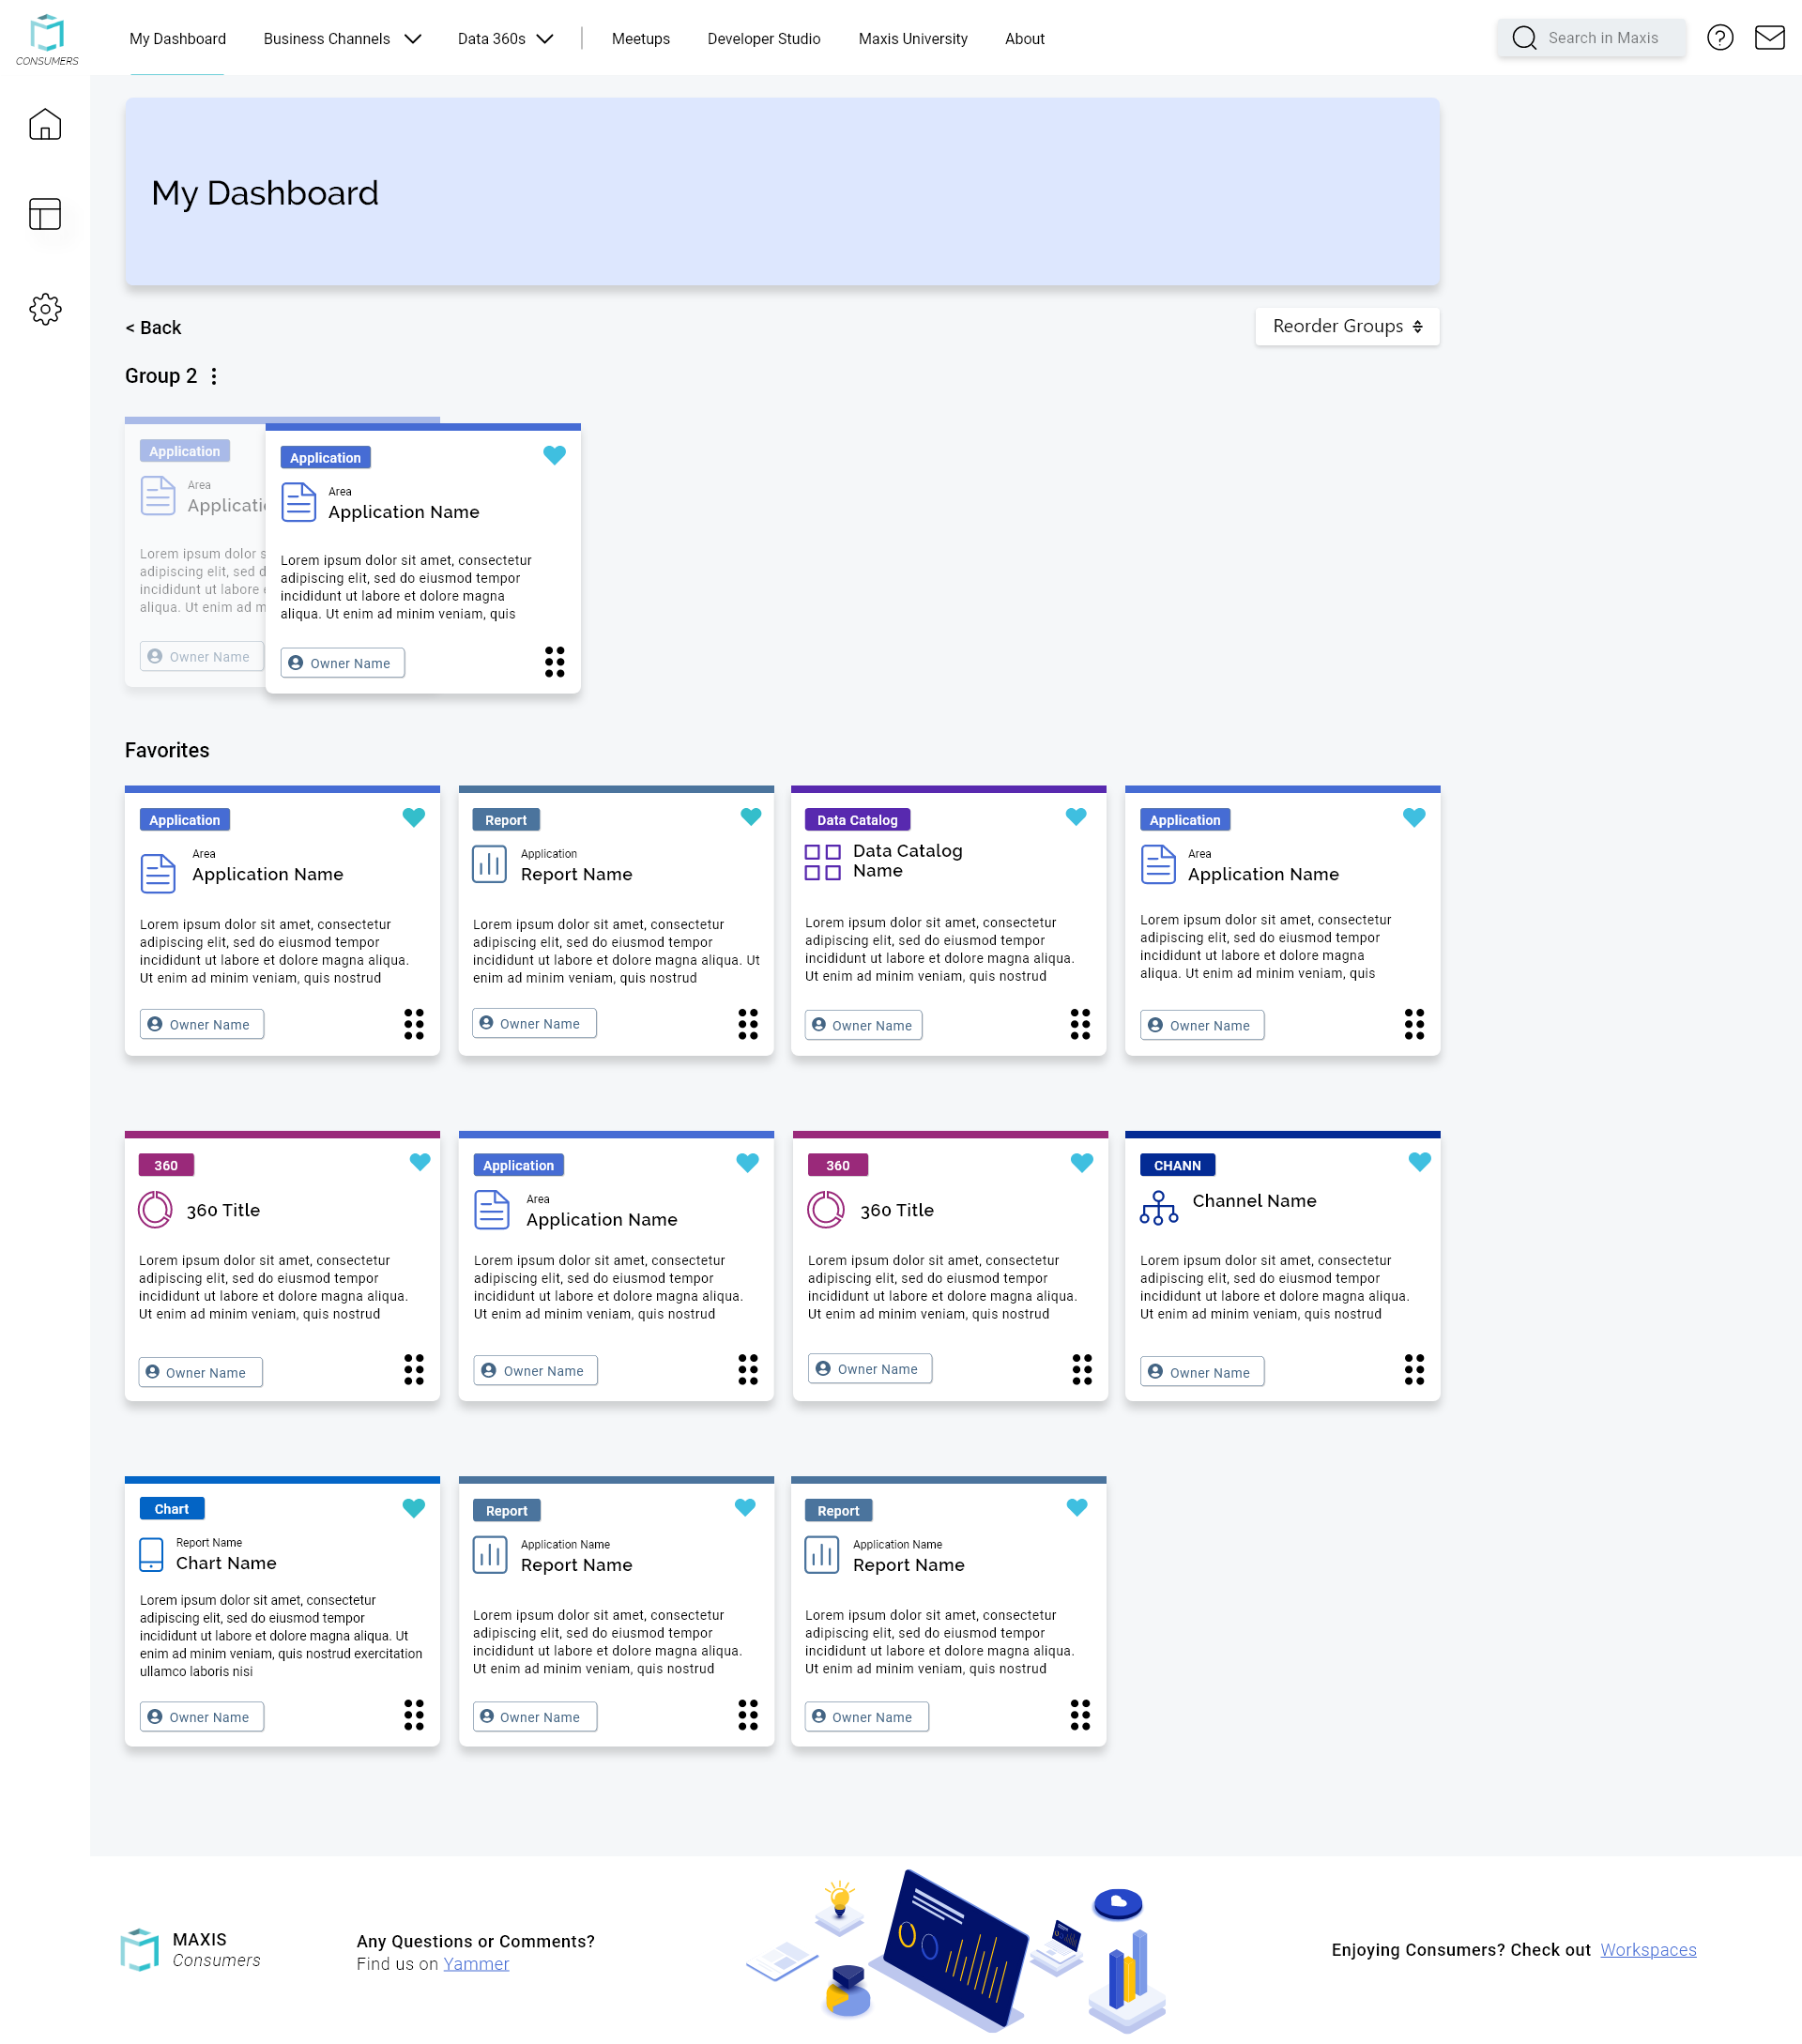 CONSUMERS
My Dashboard
Business Channels
Data 360s
Meetups
Developer Studio
Maxis University
About
Search in Maxis
My Dashboard
< Back
Reorder Groups
Group 2
Application
Area
Applicatio
Lorem ipsum dolor s
adipiscing elit, sed d
incididunt ut labore e
aliqua. Ut enim ad m
Owner Name
Application
Area
Application Name
Lorem ipsum dolor sit amet, consectetur
adipiscing elit, sed do eiusmod tempor
incididunt ut labore et dolore magna
aliqua. Ut enim ad minim veniam, quis
Owner Name
Favorites
Application
Area
Application Name
Lorem ipsum dolor sit amet, consectetur
adipiscing elit, sed do eiusmod tempor
incididunt ut labore et dolore magna aliqua.
Ut enim ad minim veniam, quis nostrud
Owner Name
Report
Application
Report Name
Lorem ipsum dolor sit amet, consectetur
adipiscing elit, sed do eiusmod tempor
incididunt ut labore et dolore magna aliqua. Ut
enim ad minim veniam, quis nostrud
Owner Name
Data Catalog
Data Catalog
Name
Lorem ipsum dolor sit amet, consectetur
adipiscing elit, sed do eiusmod tempor
incididunt ut labore et dolore magna aliqua.
Ut enim ad minim veniam, quis nostrud
Owner Name
Application
Area
Application Name
Lorem ipsum dolor sit amet, consectetur
adipiscing elit, sed do eiusmod tempor
incididunt ut labore et dolore magna
aliqua. Ut enim ad minim veniam, quis
Owner Name
360
360 Title
Lorem ipsum dolor sit amet, consectetur
adipiscing elit, sed do eiusmod tempor
incididunt ut labore et dolore magna aliqua.
Ut enim ad minim veniam, quis nostrud
Owner Name
Application
Area
Application Name
Lorem ipsum dolor sit amet, consectetur
adipiscing elit, sed do eiusmod tempor
incididunt ut labore et dolore magna aliqua.
Ut enim ad minim veniam, quis nostrud
Owner Name
360
360 Title
Lorem ipsum dolor sit amet, consectetur
adipiscing elit, sed do eiusmod tempor
incididunt ut labore et dolore magna aliqua.
Ut enim ad minim veniam, quis nostrud
Owner Name
CHANN
Channel Name
Lorem ipsum dolor sit amet, consectetur
adipiscing elit, sed do eiusmod tempor
incididunt ut labore et dolore magna aliqua.
Ut enim ad minim veniam, quis nostrud
Owner Name
Chart
Report Name
Chart Name
Lorem ipsum dolor sit amet, consectetur
adipiscing elit, sed do eiusmod tempor
incididunt ut labore et dolore magna aliqua. Ut
enim ad minim veniam, quis nostrud exercitation
ullamco laboris nisi
Owner Name
Report
Application Name
Report Name
Lorem ipsum dolor sit amet, consectetur
adipiscing elit, sed do eiusmod tempor
incididunt ut labore et dolore magna aliqua.
Ut enim ad minim veniam, quis nostrud
Owner Name
Report
Application Name
Report Name
Lorem ipsum dolor sit amet, consectetur
adipiscing elit, sed do eiusmod tempor
incididunt ut labore et dolore magna aliqua.
Ut enim ad minim veniam, quis nostrud
Owner Name
MAXIS
Consumers
Any Questions or Comments?
Find us on Yammer
Enjoying Consumers? Check out Workspaces